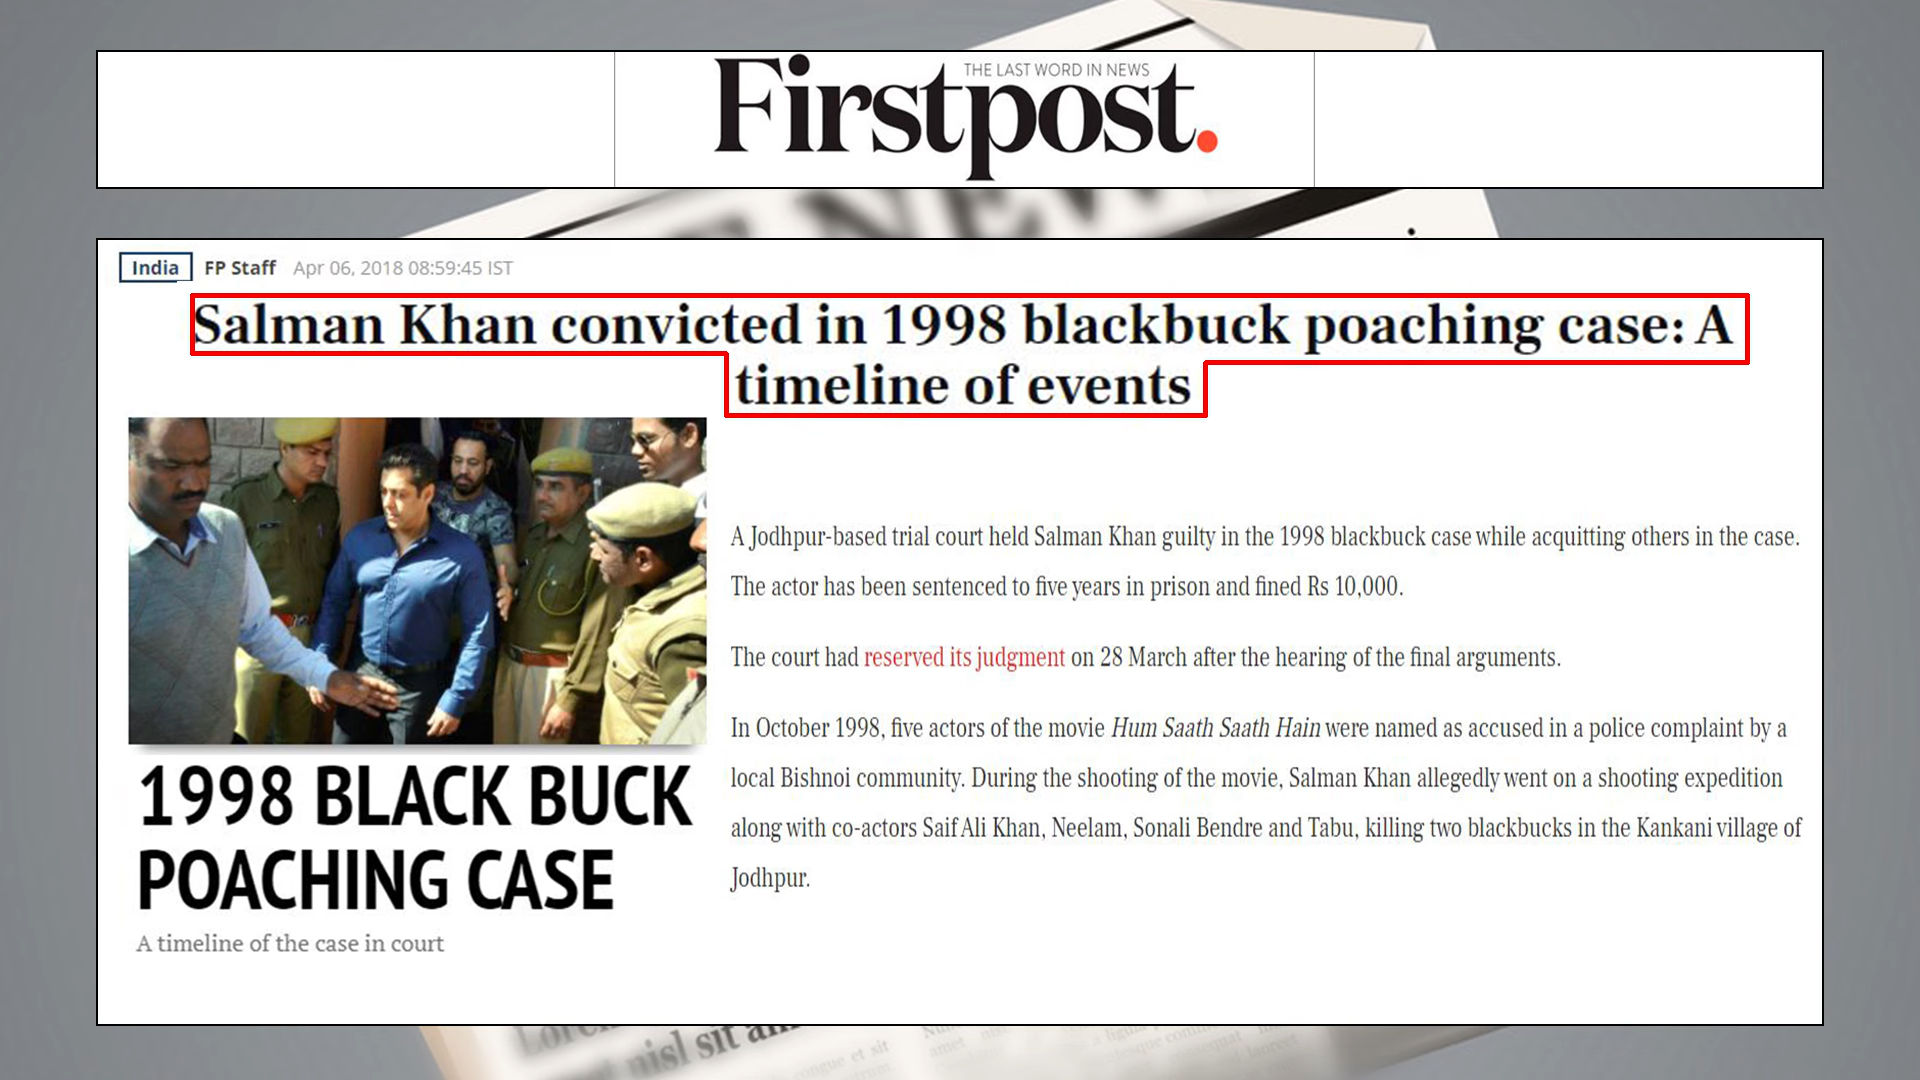 THE LAST WORD IN NEWS
Firstpost.
NEW
India FP Staff Apr 06, 2018 08:59:45 IST
Salman Khan convicted in 1998 blackbuck poaching case: A
timeline of events
A Jodhpur-based trial court held Salman Khan guilty in the 1998 blackbuck case while acquitting others in the case.
The actor has been sentenced to five years in prison and fined Rs 10,000.
The court had reserved its judgment on 28 March after the hearing of the final arguments.
In October 1998, five actors of the movie Hum Saath Saath Hain were named as accused in a police complaint by a
local Bishnoi community. During the shooting of the movie, Salman Khan allegedly went on a shooting expedition
along with co-actors Saif Ali Khan, Neelam, Sonali Bendre and Tabu, killing two blackbucks in the Kankani village of
Jodhpur.
1998 BLACK BUCK
POACHING CASE
A timeline of the case in court
nisl sit
congue et sit